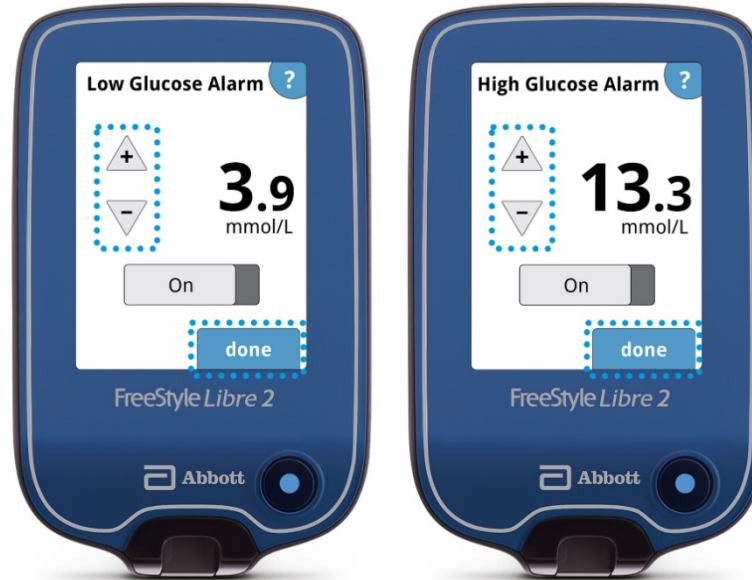 Low Glucose Alarm ?
+
3.9
−
mmol/L
On
done
FreeStyle Libre 2
Abbott
High Glucose Alarm ?
+
13.3
−
mmol/L
On
done
FreeStyle Libre 2
Abbott